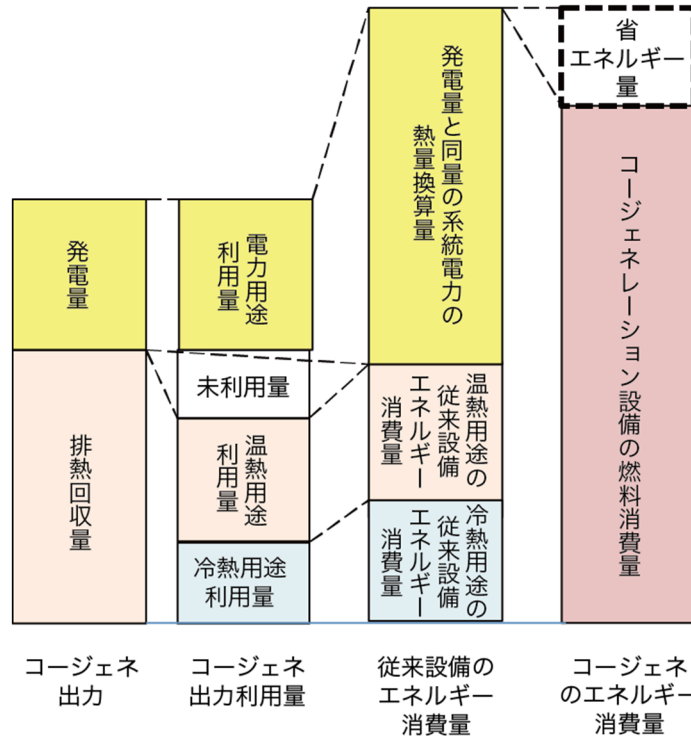 発電量
排熱回収量
コージェネ
出力
電力用途
利用量
未利用量
温熱用途
利用量
冷熱用途
利用量
コージェネ
出力利用量
発電量と同量の系統電力の
熱量換算量
温熱用途の
従来設備
エネルギー
消費量
冷熱用途の
従来設備
エネルギー
消費量
従来設備の
エネルギー
消費量
省
エネルギー
量
コージェネレーション設備の燃料消費量
コージェネ
のエネルギー
消費量